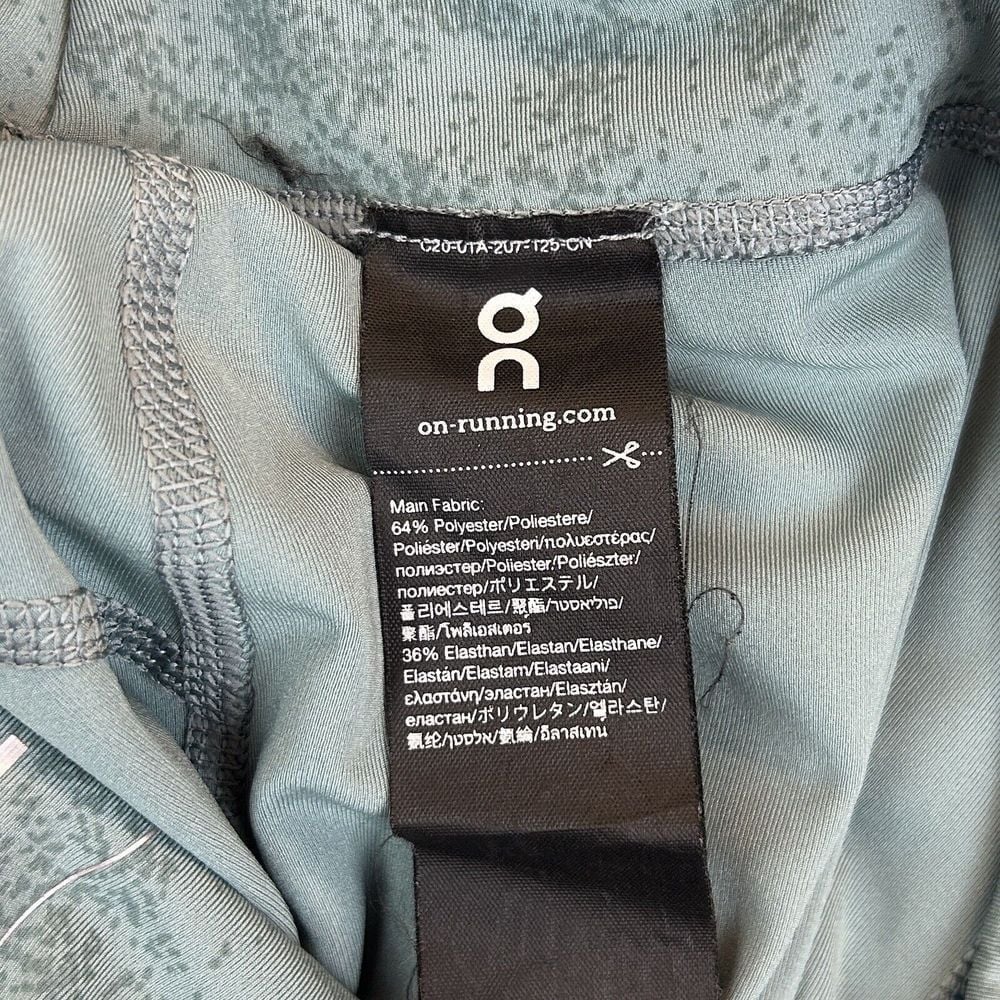 C20-01A-207-125-CN
on
on-running.com
Main Fabric:
64% Polyester/Poliestere/
Poliéster/Polyesteri/πολυεστέρας/
полиэстер/Poliester/Poliészter/
полиестер/ポリエステル/
폴리에스테르/聚酯/פוליאסטר/
聚酯/โพลีเอสเตอร์
36% Elasthan/Elastan/Elasthane/
Elastán/Elastam/Elastaani/
ελαστάνη/эластан/Elasztán/
еластан/ポリウレタン/엘라스탄/
氨纶/אלסטן/氨綸/อีลาสเทน